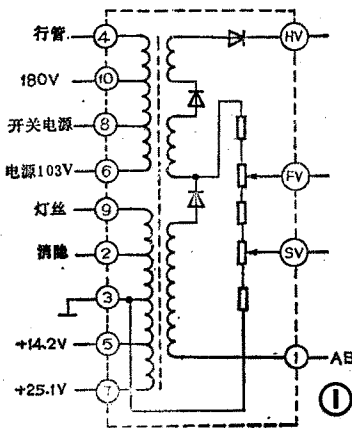 行管 ④ HV
180V ⑩
开关电源 ⑧
电源103V ⑥ FV
灯丝 ⑨
消隐 ② SV
③
+14.2V ⑤ ① AB
+25.1V ⑦
①